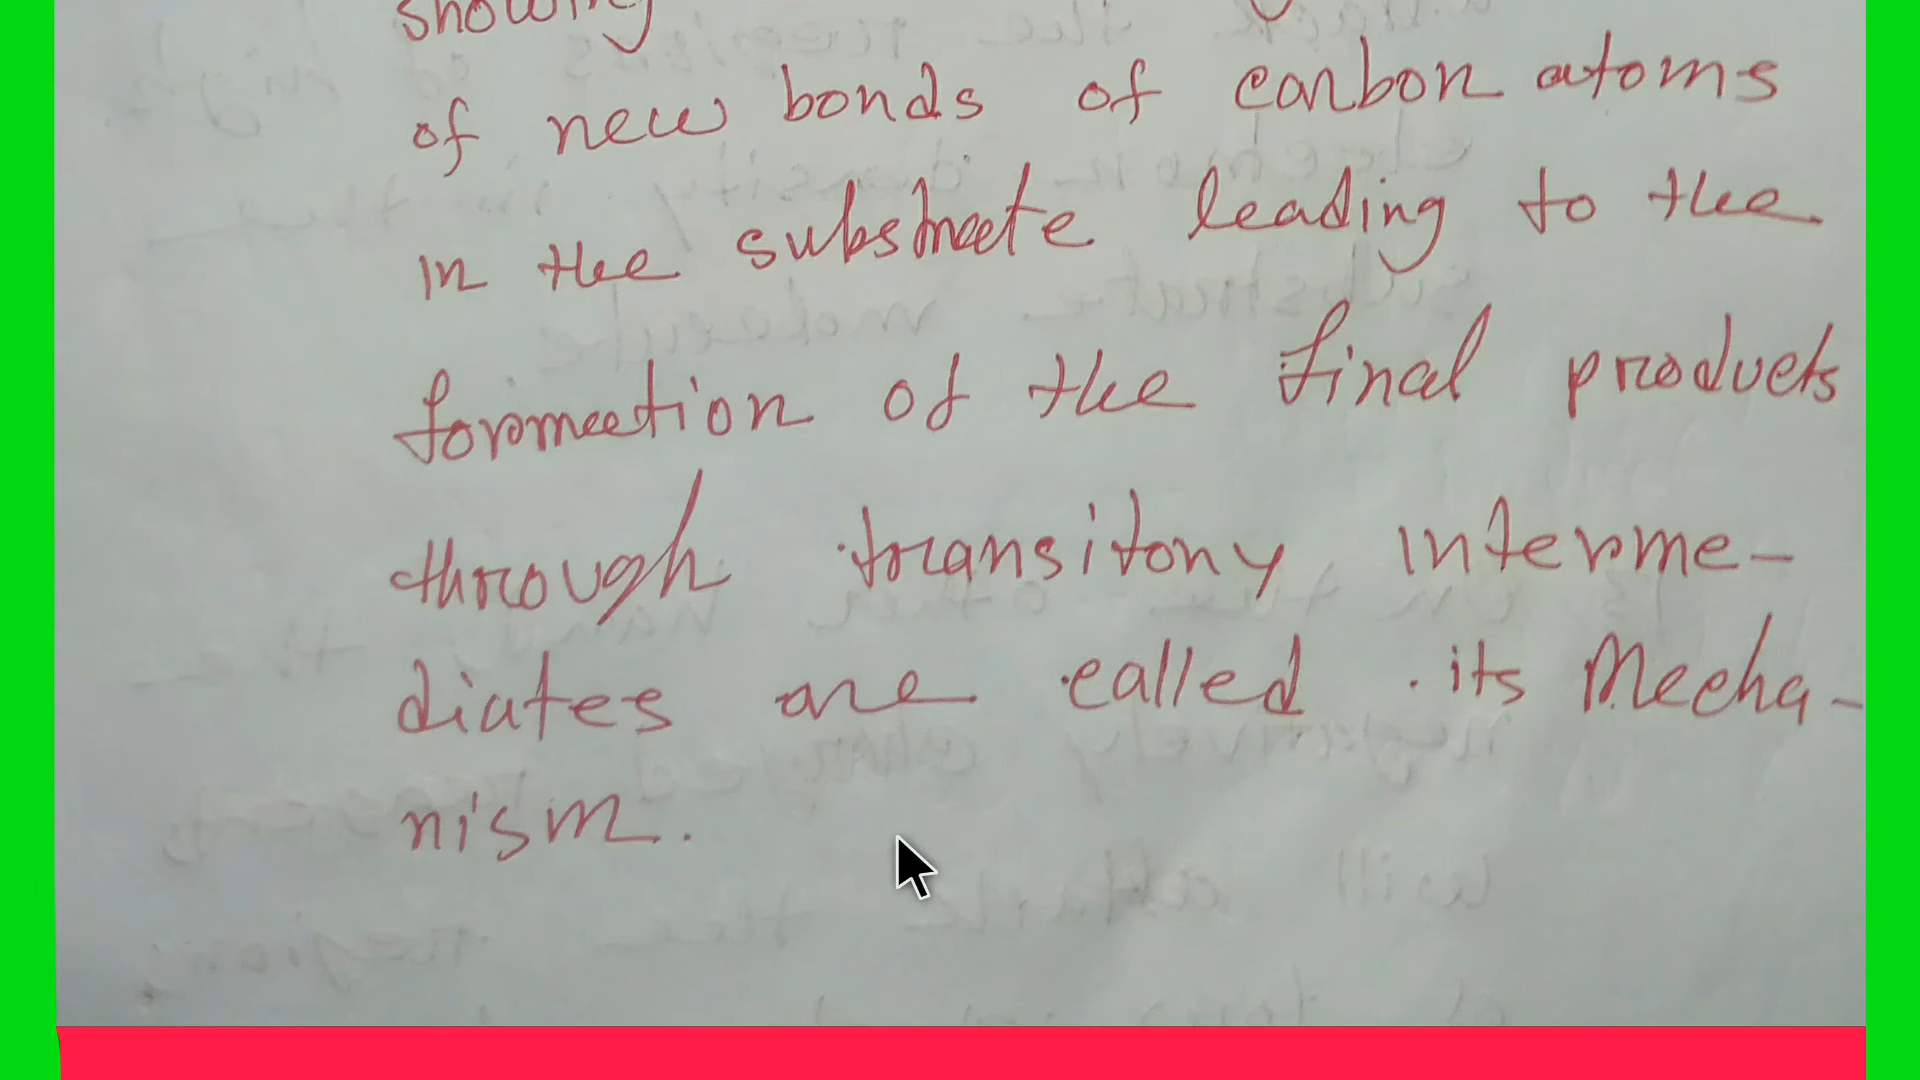 showing
of new bonds of carbon atoms
in the substrate leading to the
formation of the final products
through transitory interme-
diates are called its Mecha-
nism.